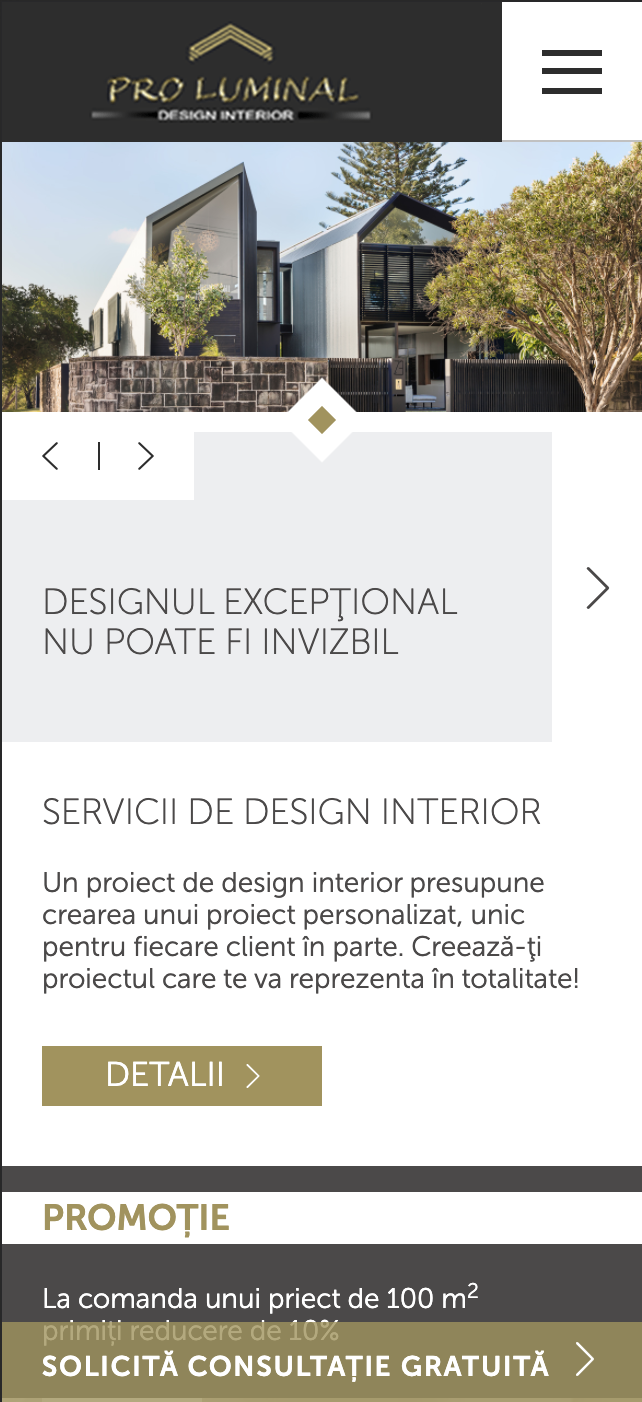 PRO LUMINAL
DESIGN INTERIOR
DESIGNUL EXCEPŢIONAL
NU POATE FI INVIZBIL
SERVICII DE DESIGN INTERIOR
Un proiect de design interior presupune
crearea unui proiect personalizat, unic
pentru fiecare client în parte. Creează-ţi
proiectul care te va reprezenta în totalitate!
DETALII
PROMOȚIE
La comanda unui priect de 100 m²
primiți reducere de 10%
SOLICITĂ CONSULTAȚIE GRATUITĂ